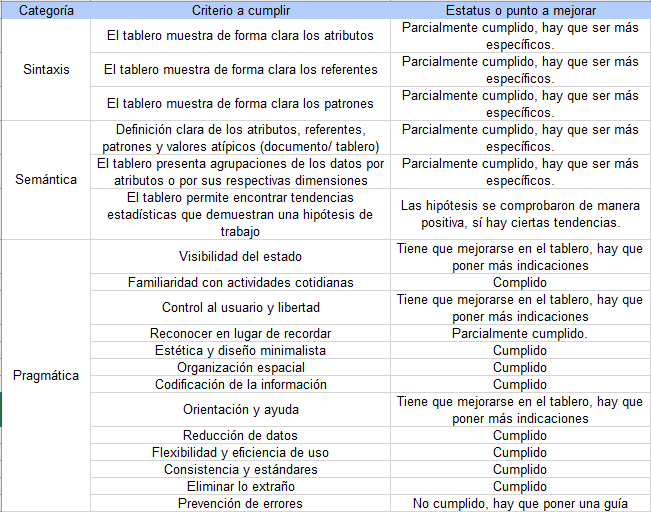 Categoría Criterio a cumplir Estatus o punto a mejorar
Sintaxis
El tablero muestra de forma clara los atributos
Parcialmente cumplido, hay que ser más
específicos.
El tablero muestra de forma clara los referentes
Parcialmente cumplido, hay que ser más
específicos.
El tablero muestra de forma clara los patrones
Parcialmente cumplido, hay que ser más
específicos.
Semántica
Definición clara de los atributos, referentes,
patrones y valores atípicos (documento/ tablero)
Parcialmente cumplido, hay que ser más
específicos.
El tablero presenta agrupaciones de los datos por
atributos o por sus respectivas dimensiones
Parcialmente cumplido, hay que ser más
específicos.
El tablero permite encontrar tendencias
estadísticas que demuestran una hipótesis de
trabajo
Las hipótesis se comprobaron de manera
positiva, sí hay ciertas tendencias.
Pragmática
Visibilidad del estado
Tiene que mejorarse en el tablero, hay que
poner más indicaciones
Familiaridad con actividades cotidianas
Complido
Control al usuario y libertad
Tiene que mejorarse en el tablero, hay que
poner más indicaciones
Reconocer en lugar de recordar
Parcialmente cumplido.
Estética y diseño minimalista
Cumplido
Organización espacial
Cumplido
Codificación de la información
Cumplido
Orientación y ayuda
Tiene que mejorarse en el tablero, hay que
poner más indicaciones
Reducción de datos
Cumplido
Flexibilidad y eficiencia de uso
Cumplido
Consistencia y estándares
Cumplido
Eliminar lo extraño
Cumplido
Prevención de errores
No cumplido, hay que poner una guía